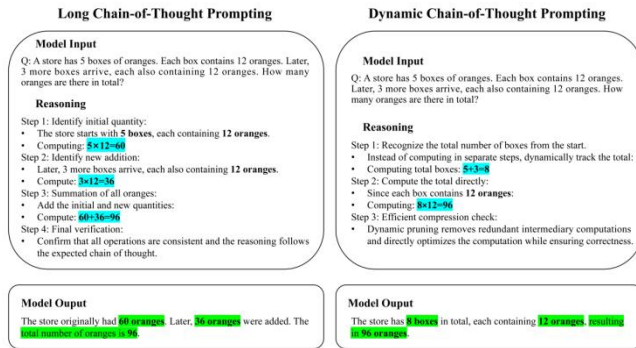 Long Chain-of-Thought Prompting
Model Input
Q: A store has 5 boxes of oranges. Each box contains 12 oranges. Later,
3 more boxes arrive, each also containing 12 oranges. How many
oranges are there in total?
Reasoning
Step 1: Identify initial quantity:
• The store starts with 5 boxes, each containing 12 oranges.
• Computing: 5×12=60
Step 2: Identify new addition:
• Later, 3 more boxes arrive, each also containing 12 oranges.
• Compute: 3×12=36
Step 3: Summation of all oranges:
• Add the initial and new quantities:
• Compute: 60+36=96
Step 4: Final verification:
• Confirm that all operations are consistent and the reasoning follows
the expected chain of thought.
Model Ouput
The store originally had 60 oranges. Later, 36 oranges were added. The
total number of oranges is 96.
Dynamic Chain-of-Thought Prompting
Model Input
Q: A store has 5 boxes of oranges. Each box contains 12 oranges.
Later, 3 more boxes arrive, each also containing 12 oranges. How
many oranges are there in total?
Reasoning
Step 1: Recognize the total number of boxes from the start.
• Instead of computing in separate steps, dynamically track the total:
• Computing total boxes: 5+3=8
Step 2: Compute the total directly:
• Since each box contains 12 oranges:
• Computing: 8×12=96
Step 3: Efficient compression check:
• Dynamic pruning removes redundant intermediary computations
and directly optimizes the computation while ensuring correctness.
Model Ouput
The store has 8 boxes in total, each containing 12 oranges, resulting
in 96 oranges.